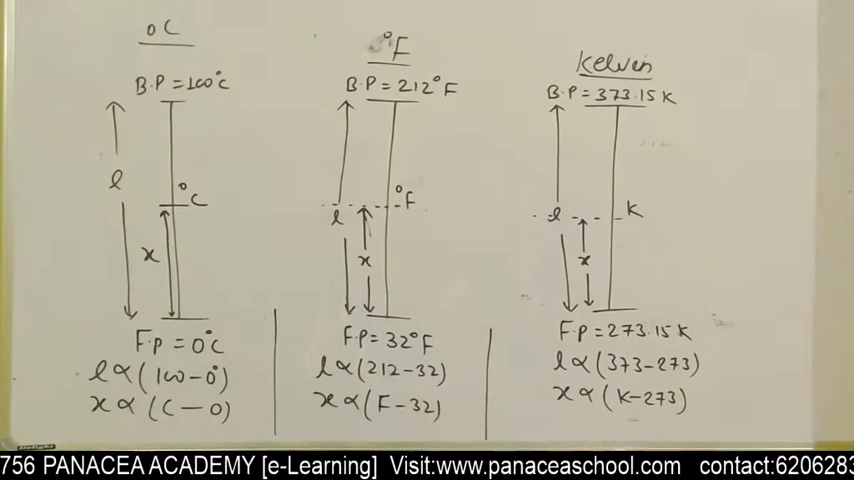 °C
B.P = 100°C
l
°C
x
F.P = 0°C
l ∝ (100 - 0°)
x ∝ (C - 0)
°F
B.P = 212°F
°F
l
x
F.P = 32°F
l ∝ (212 - 32)
x ∝ (F - 32)
Kelvin
B.P = 373.15 K
l
K
x
F.P = 273.15 K
l ∝ (373 - 273)
x ∝ (K - 273)
756 PANACEA ACADEMY [e-Learning] Visit:www.panaceaschool.com contact:6206283